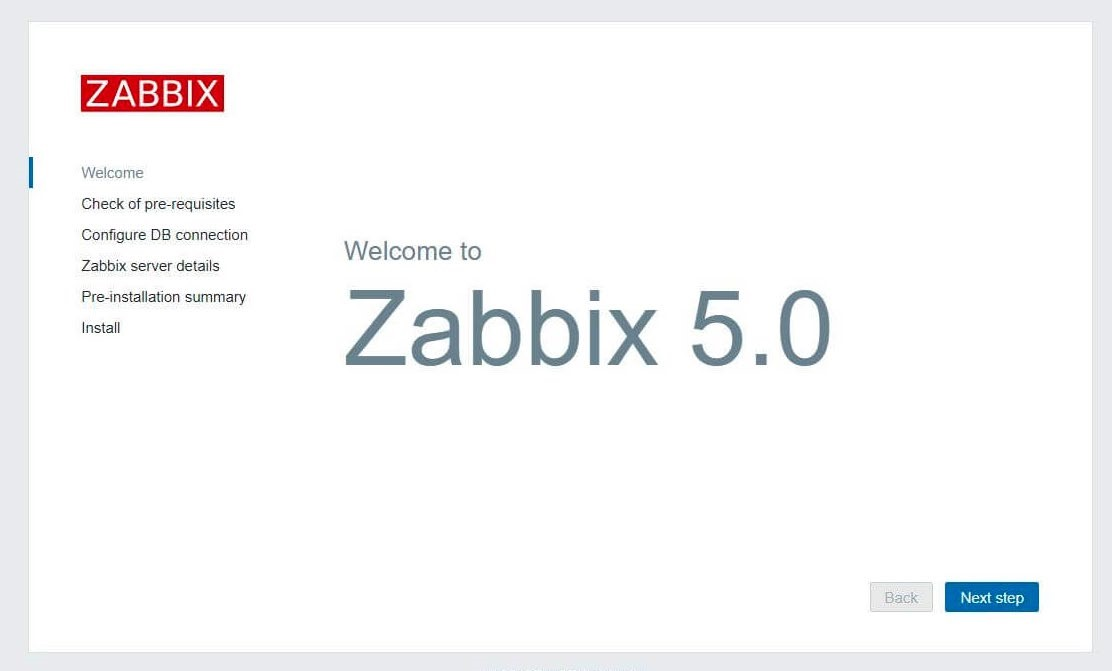 ZABBIX
Welcome
Check of pre-requisites
Configure DB connection
Zabbix server details
Pre-installation summary
Install
Welcome to
Zabbix 5.0
Back
Next step